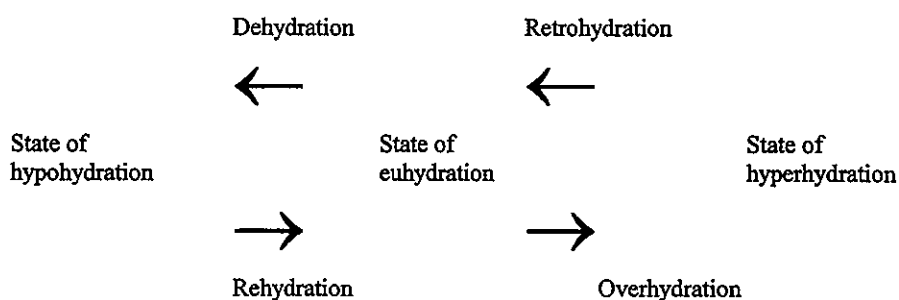 Dehydration
Retrohydration
State of
hypohydration
State of
euhydration
State of
hyperhydration
Rehydration
Overhydration